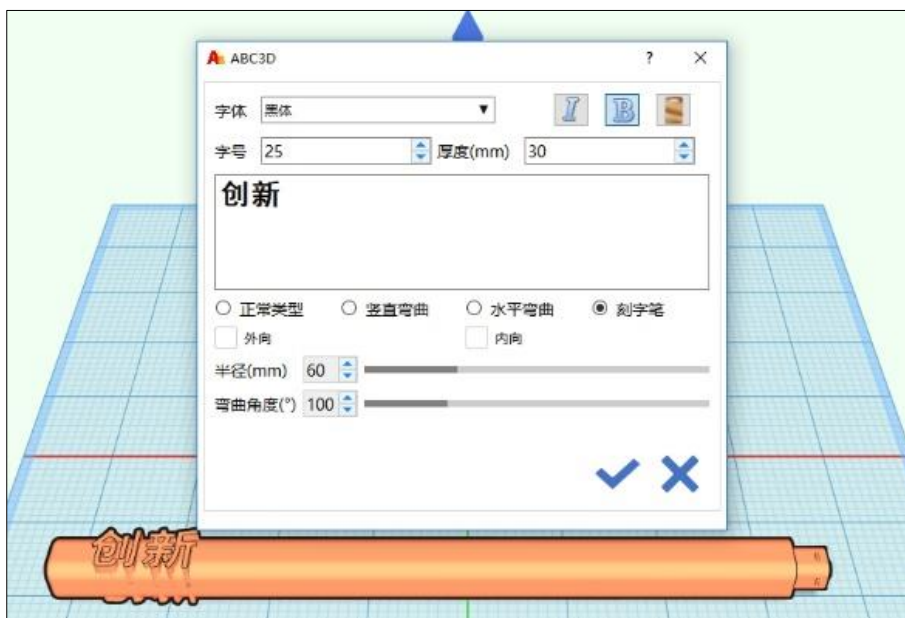 ABC3D ?
字体 黑体 I B S
字号 25 厚度(mm) 30
创新
正常类型 竖直弯曲 水平弯曲 刻字笔
外向 内向
半径(mm) 60
弯曲角度(°) 100
创新